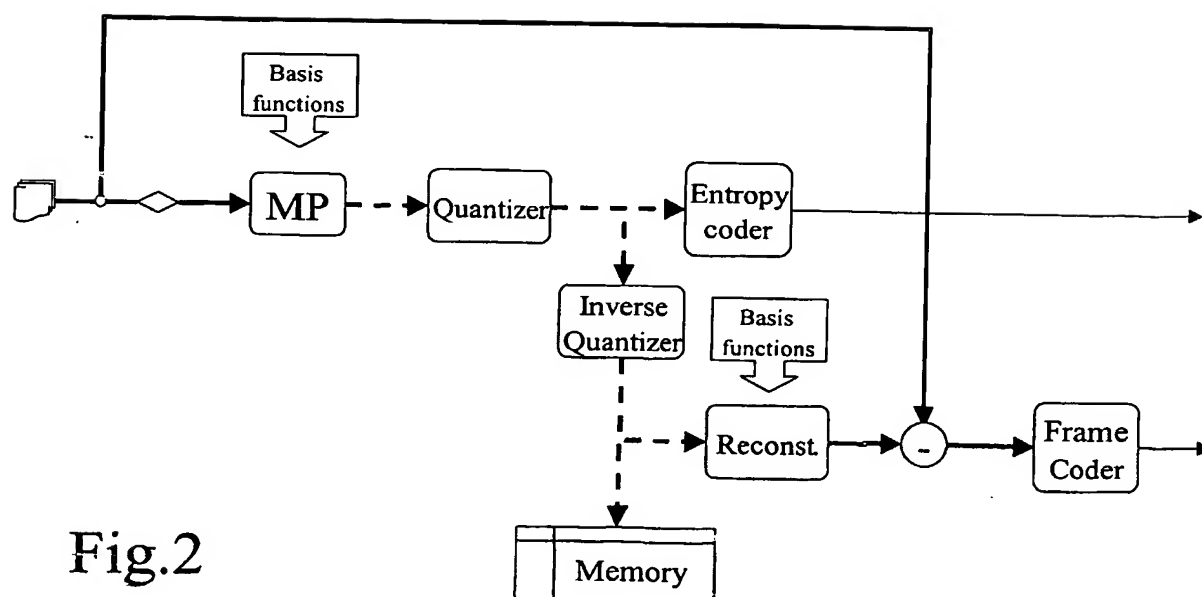 Basis
functions
MP
Quantizer
Entropy
coder
Inverse
Quantizer
Basis
functions
Reconst.
-
Frame
Coder
Fig.2
Memory